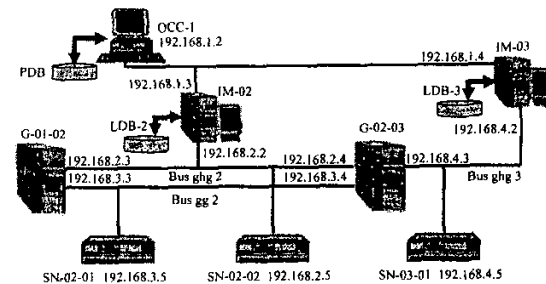 OCC-1
192.168.1.2
PDB
192.168.1.3
192.168.1.4
IM-03
IM-02
LDB-2
LDB-3
192.168.4.2
G-01-02
192.168.2.2
G-02-03
192.168.2.3
192.168.2.4
192.168.4.3
Bus ghg 2
Bus ghg 3
192.168.3.3
192.168.3.4
Bus gg 2
SN-02-01 192.168.3.5
SN-02-02 192.168.2.5
SN-03-01 192.168.4.5